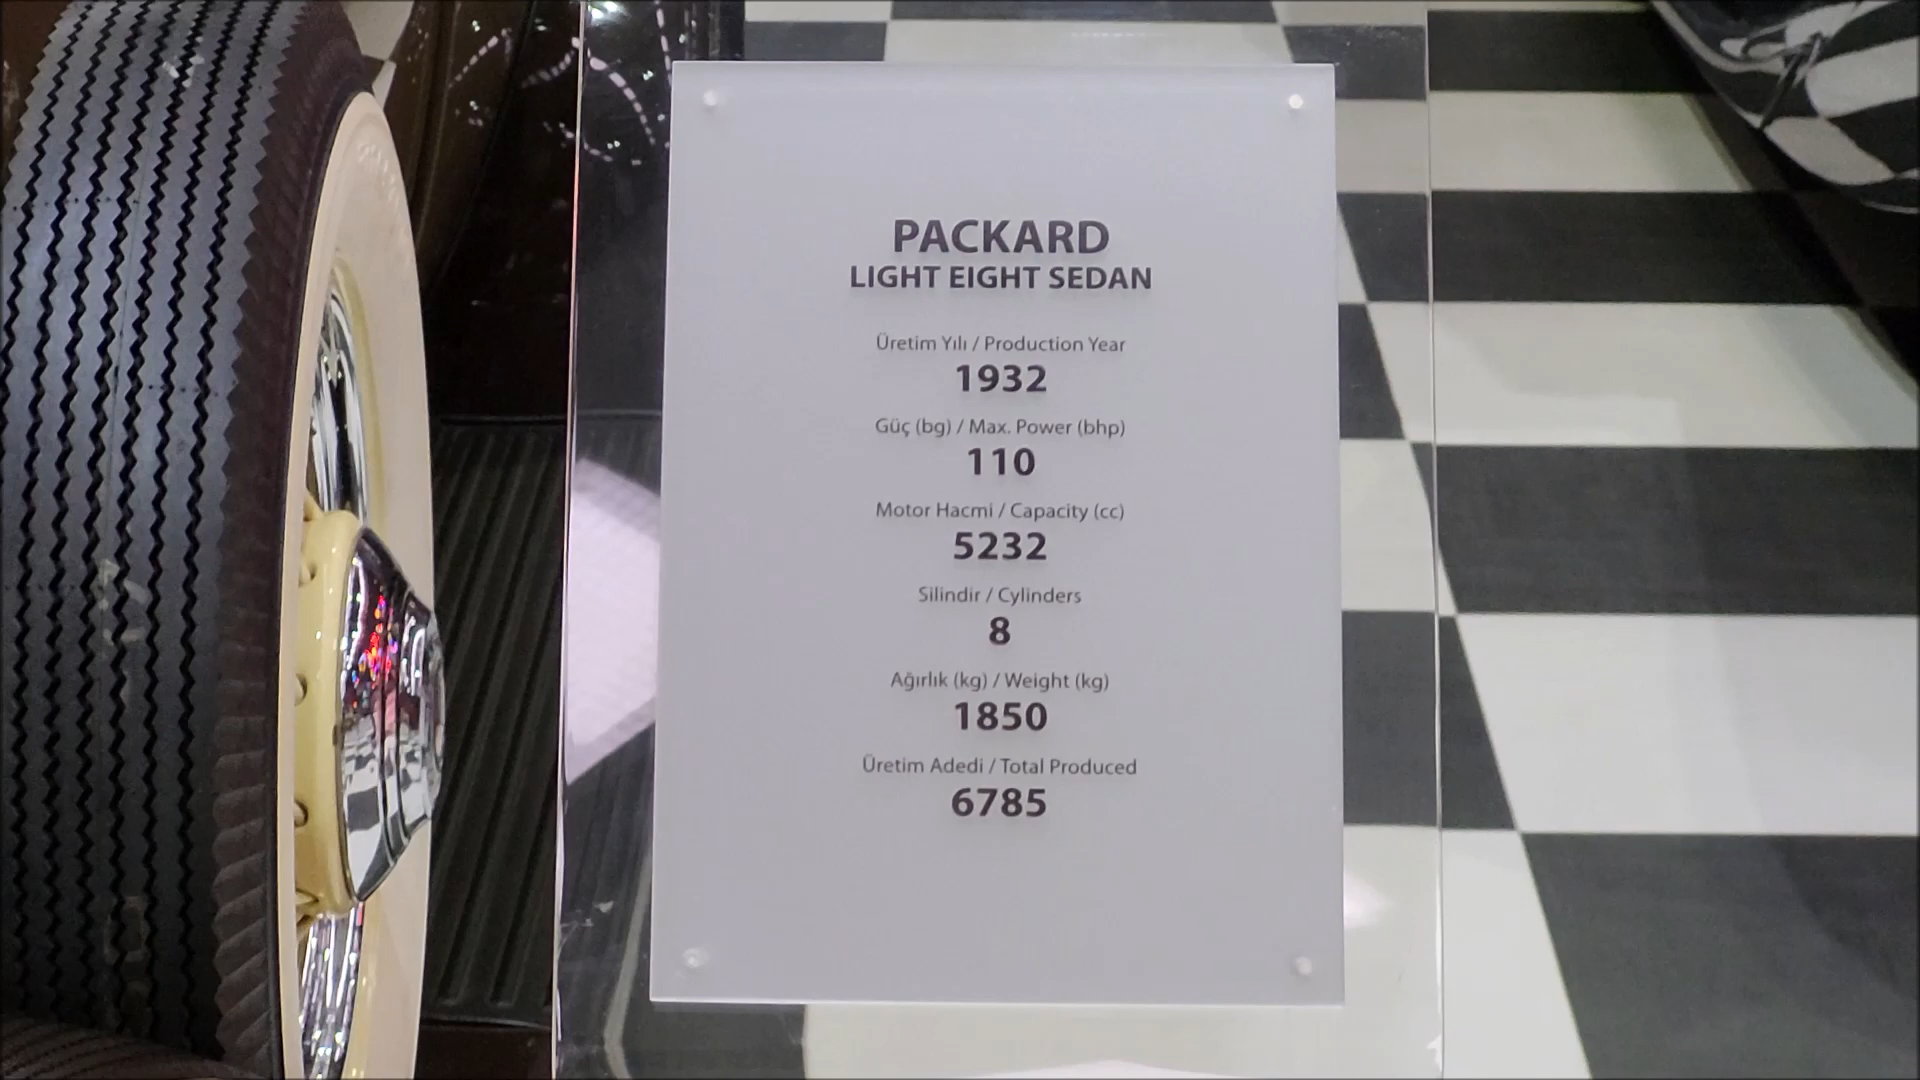 PACKARD
LIGHT EIGHT SEDAN
Üretim Yılı / Production Year
1932
Güç (bg) / Max. Power (bhp)
110
Motor Hacmi / Capacity (cc)
5232
Silindir / Cylinders
8
Ağırlık (kg) / Weight (kg)
1850
Üretim Adedi / Total Produced
6785